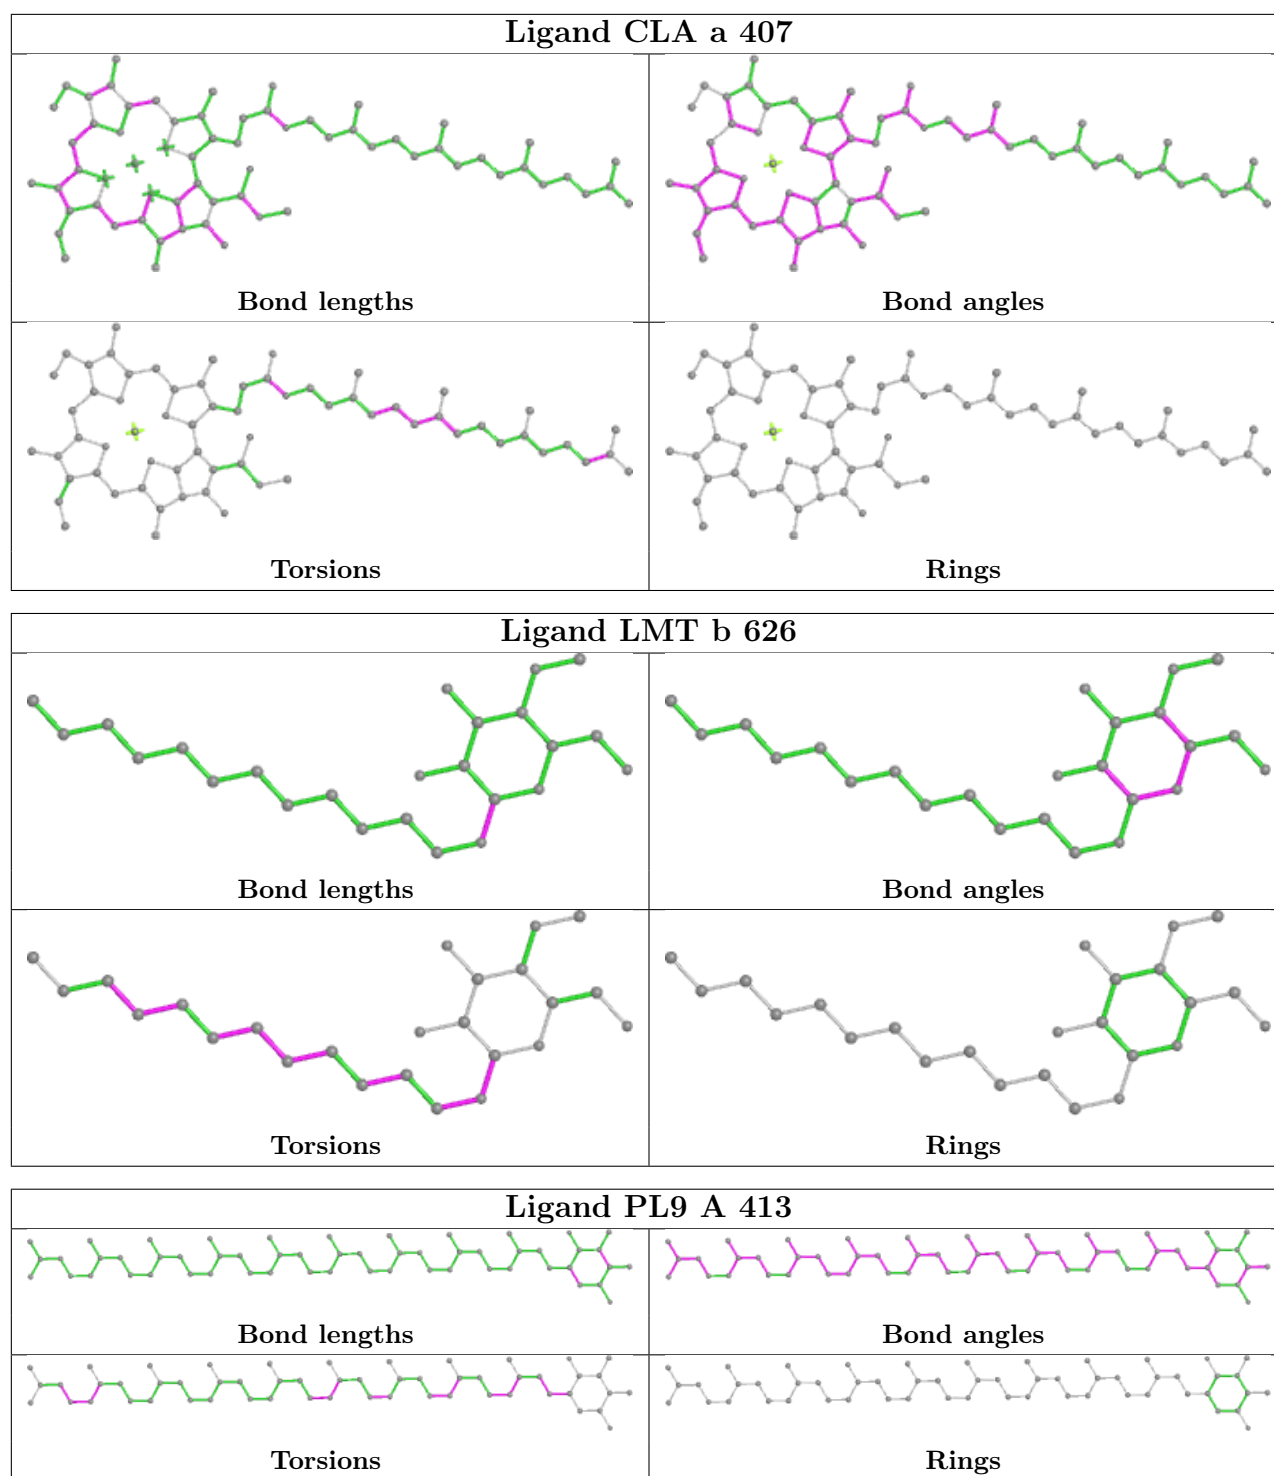 Ligand CLA a 407
Bond lengths
Bond angles
Torsions
Rings
Ligand LMT b 626
Bond lengths
Bond angles
Torsions
Rings
Ligand PL9 A 413
Bond lengths
Bond angles
Torsions
Rings